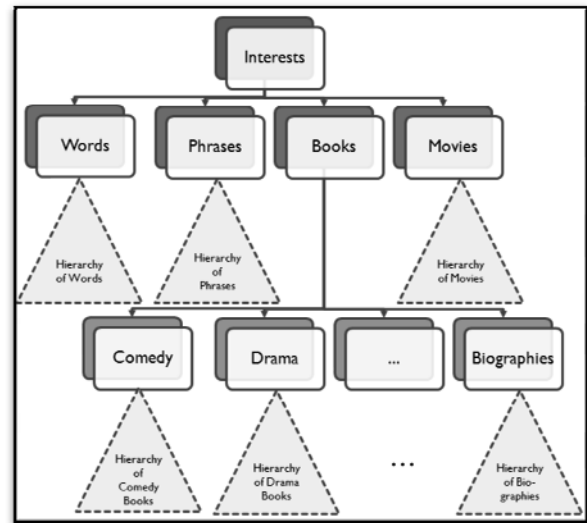 Interests
Words
Phrases
Books
Movies
Hierarchy
of Words
Hierarchy
of
Phrases
Hierarchy
of Movies
Comedy
Drama
...
Biographies
Hierarchy
of
Comedy
Books
Hierarchy
of Drama
Books
...
Hierarchy
of Bio-
graphies